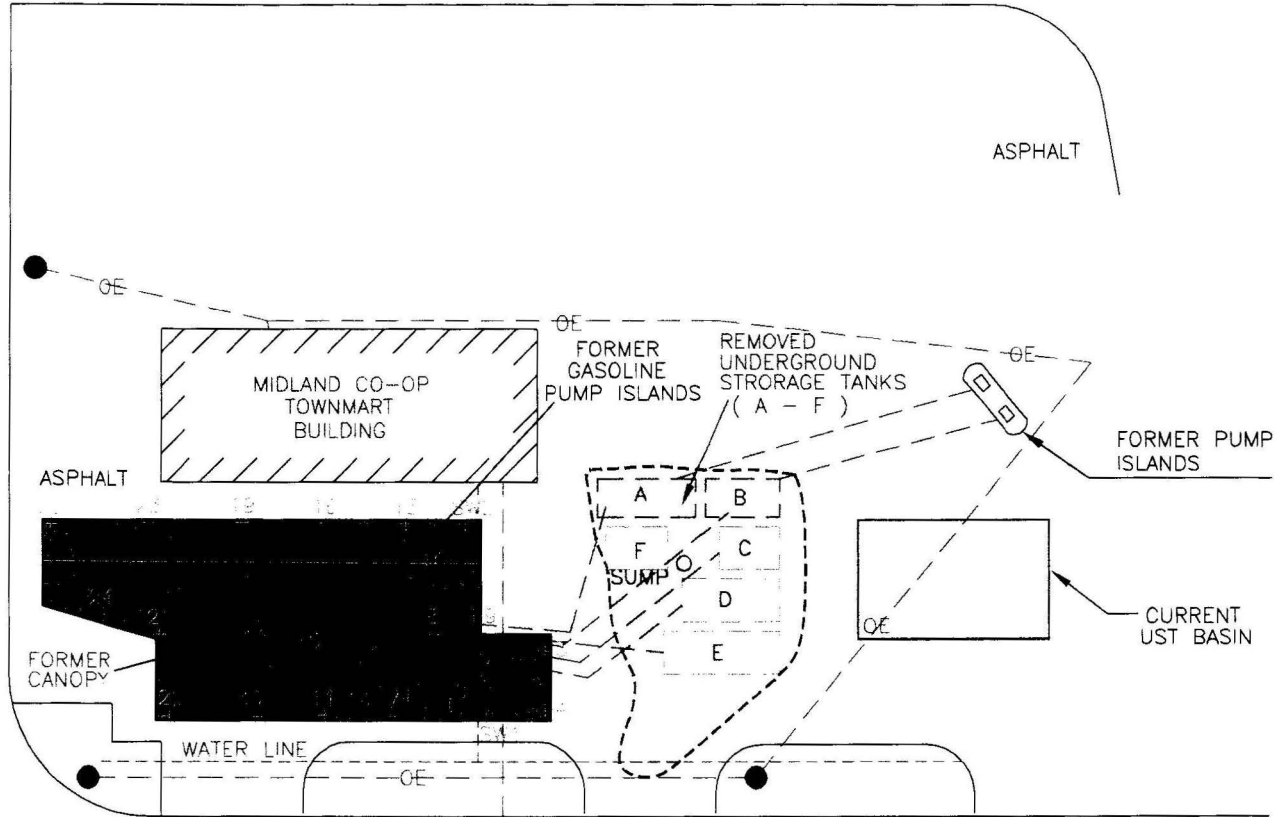 ASPHALT
OE
OE
OE
FORMER
GASOLINE
PUMP ISLANDS
REMOVED
UNDERGROUND
STRORAGE TANKS
( A - F )
MIDLAND CO-OP
TOWNMART
BUILDING
FORMER PUMP
ISLANDS
ASPHALT
A
B
F
C
SUMP
D
E
CURRENT
UST BASIN
OE
FORMER
CANOPY
WATER LINE
OE